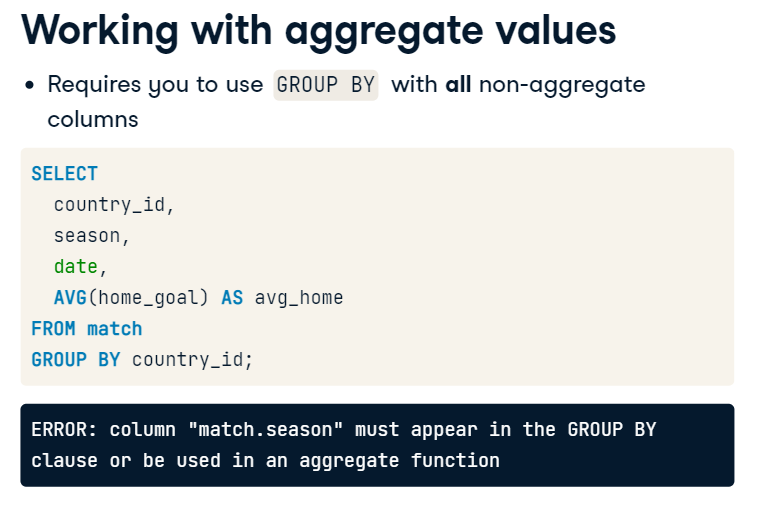 Working with aggregate values
• Requires you to use GROUP BY with all non-aggregate
columns
SELECT
  country_id,
  season,
  date,
  AVG(home_goal) AS avg_home
FROM match
GROUP BY country_id;
ERROR: column "match.season" must appear in the GROUP BY
clause or be used in an aggregate function